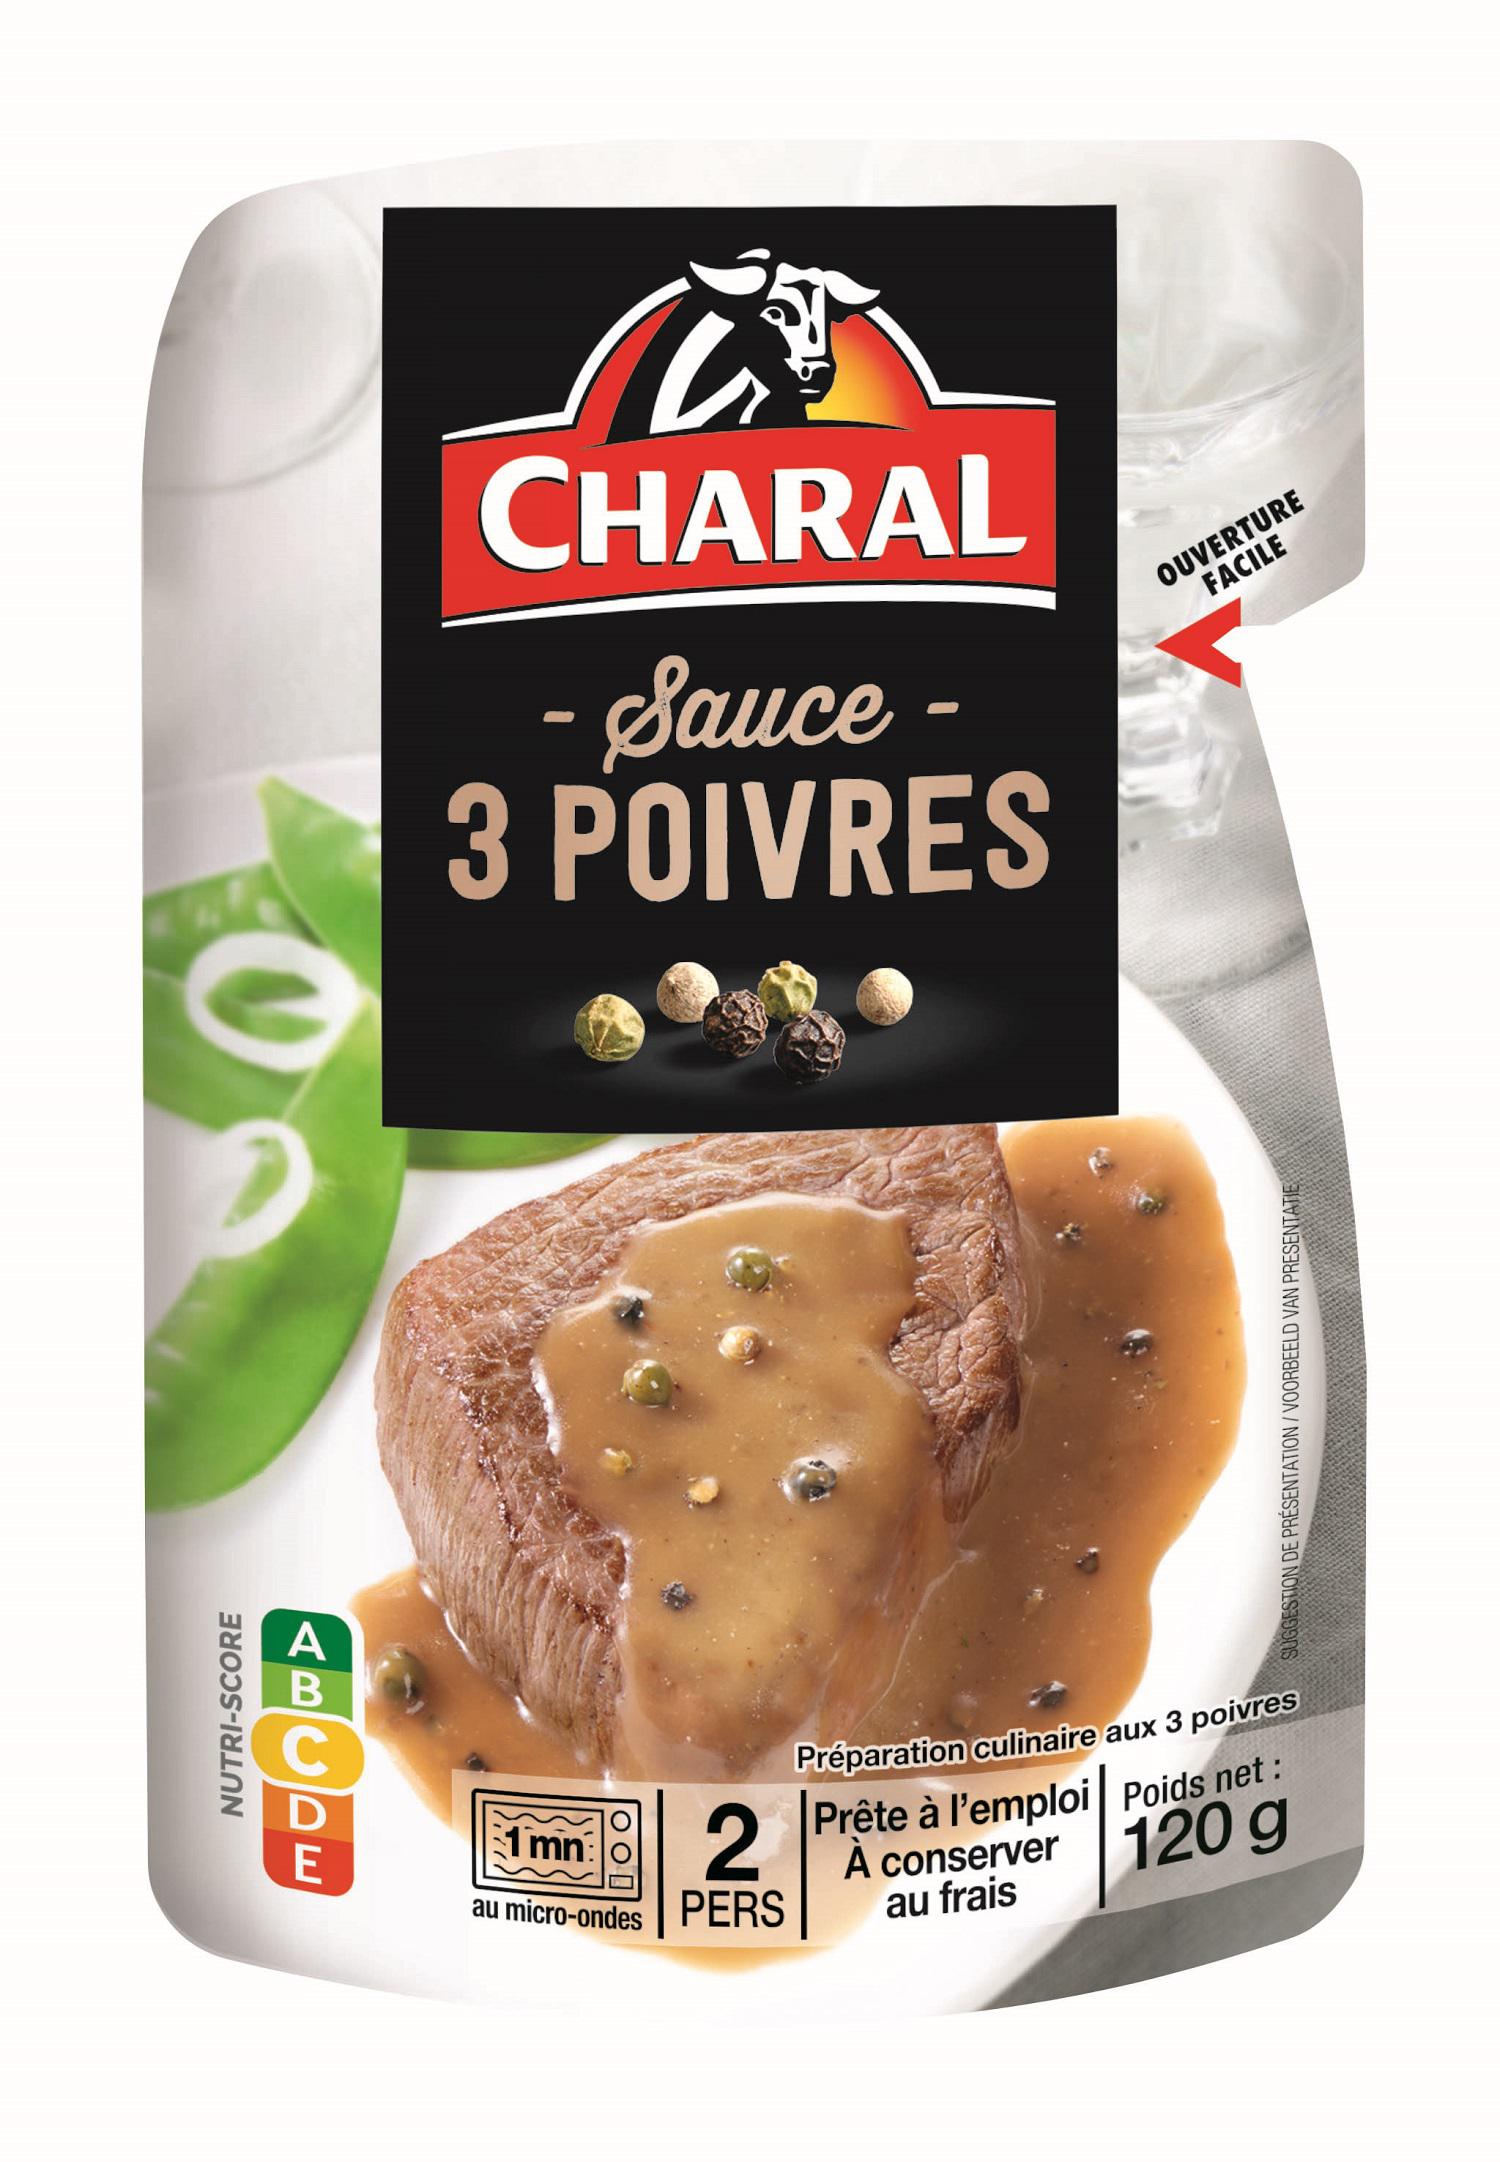 CHARAL
- Sauce -
3 POIVRES
OUVERTURE
FACILE
SUGGESTION DE PRÉSENTATION / VOORBEELD VAN PRESENTATIE
NUTRI-SCORE
A
B
C
D
E
Préparation culinaire aux 3 poivres
1 mn
au micro-ondes
2
PERS
Prête à l'emploi
À conserver
au frais
Poids net :
120 g